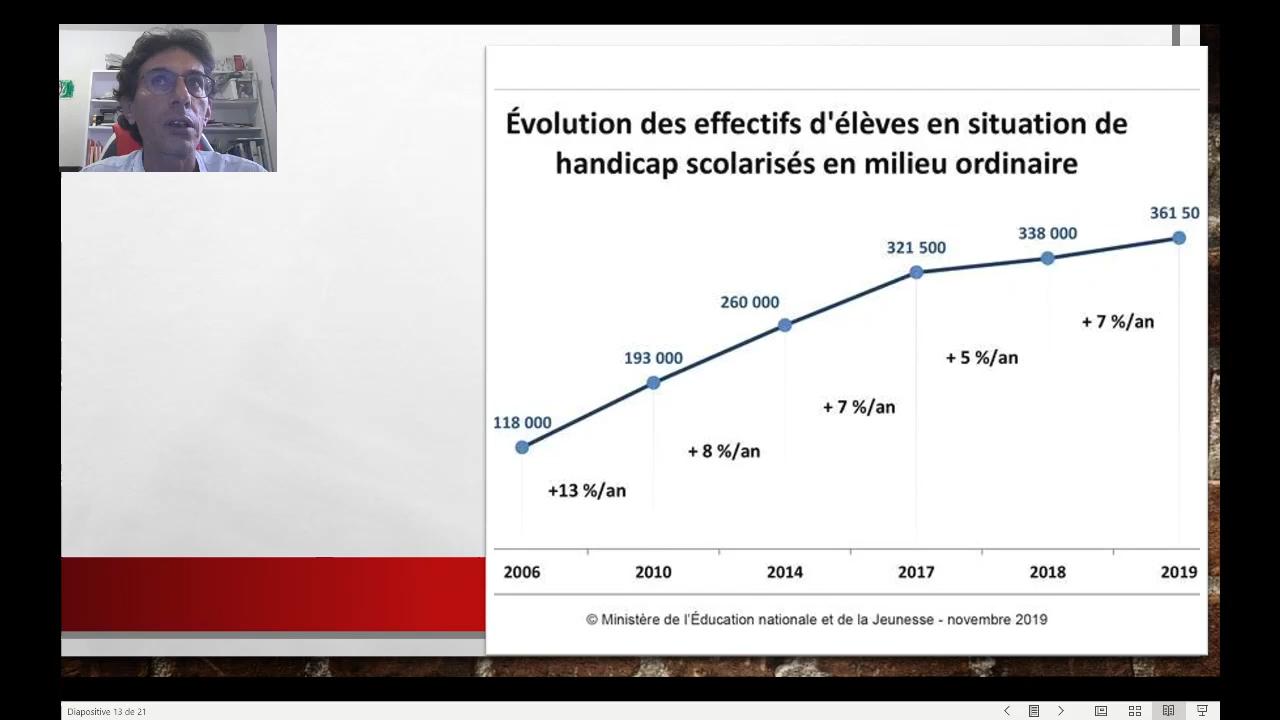 Évolution des effectifs d'élèves en situation de
handicap scolarisés en milieu ordinaire
361 50
338 000
321 500
260 000
193 000
118 000
+ 7 %/an
+ 5 %/an
+ 7 %/an
+ 8 %/an
+13 %/an
2006 2010 2014 2017 2018 2019
© Ministère de l'Éducation nationale et de la Jeunesse - novembre 2019
Diapositive 13 de 21